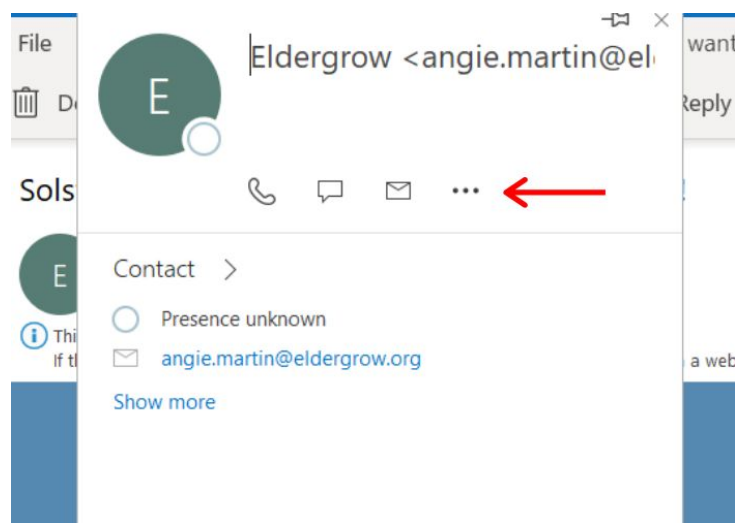 File
Eldergrow <angie.martin@el
want
E
Reply
Sols
E
Contact >
Presence unknown
Thi
angie.martin@eldergrow.org
If t
a web
Show more